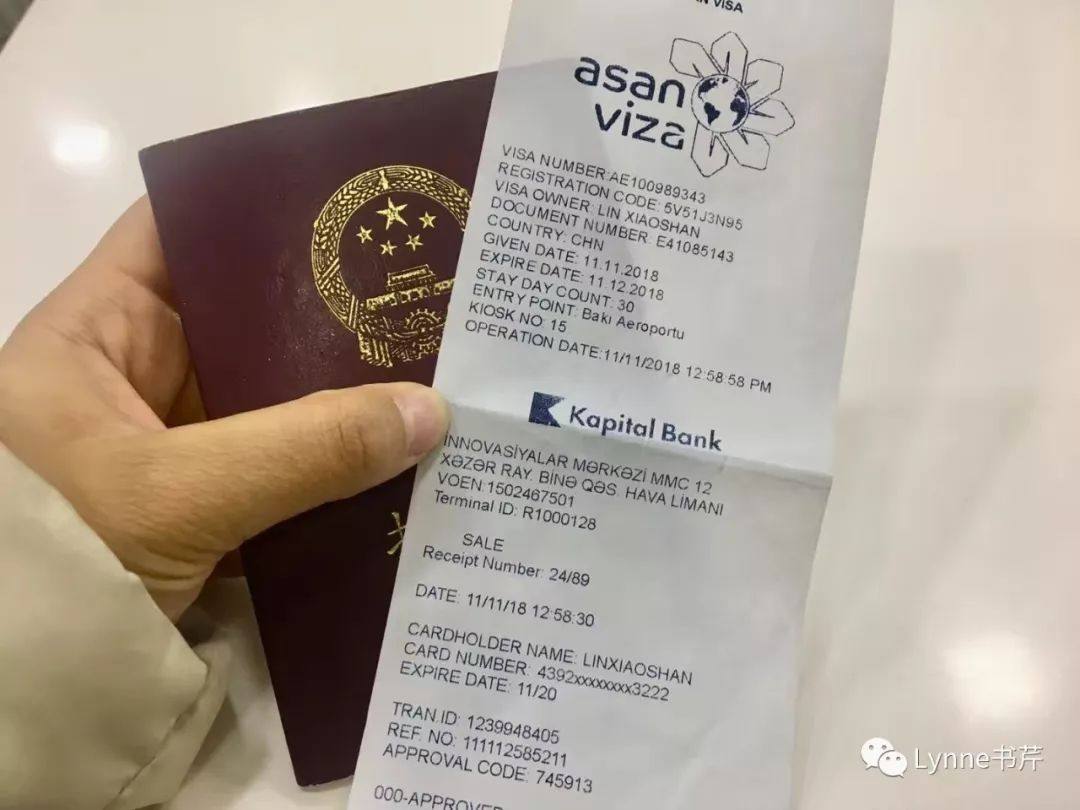 VISA
asan
viza
VISA NUMBER:AE100989343
REGISTRATION CODE: 5V51J3N95
VISA OWNER: LIN XIAOSHAN
DOCUMENT NUMBER: E41085143
COUNTRY: CHN
GIVEN DATE: 11.11.2018
EXPIRE DATE: 11.12.2018
STAY DAY COUNT: 30
ENTRY POINT: Baki Aeroportu
KIOSK NO: 15
OPERATION DATE:11/11/2018 12:58:58 PM
Kapital Bank
İNNOVASİYALAR MƏRKƏZİ MMC 12
XƏZƏR RAY. BİNƏ QƏS. HAVA LİMANI
VOEN:1502467501
Terminal ID: R1000128
SALE
Receipt Number: 24/89
DATE: 11/11/18 12:58:30
CARDHOLDER NAME: LINXIAOSHAN
CARD NUMBER: 4392xxxxxxxx3222
EXPIRE DATE: 11/20
TRAN.ID: 1239948405
REF. NO: 111112585211
APPROVAL CODE: 745913
000-APPROVED
Lynne书芹